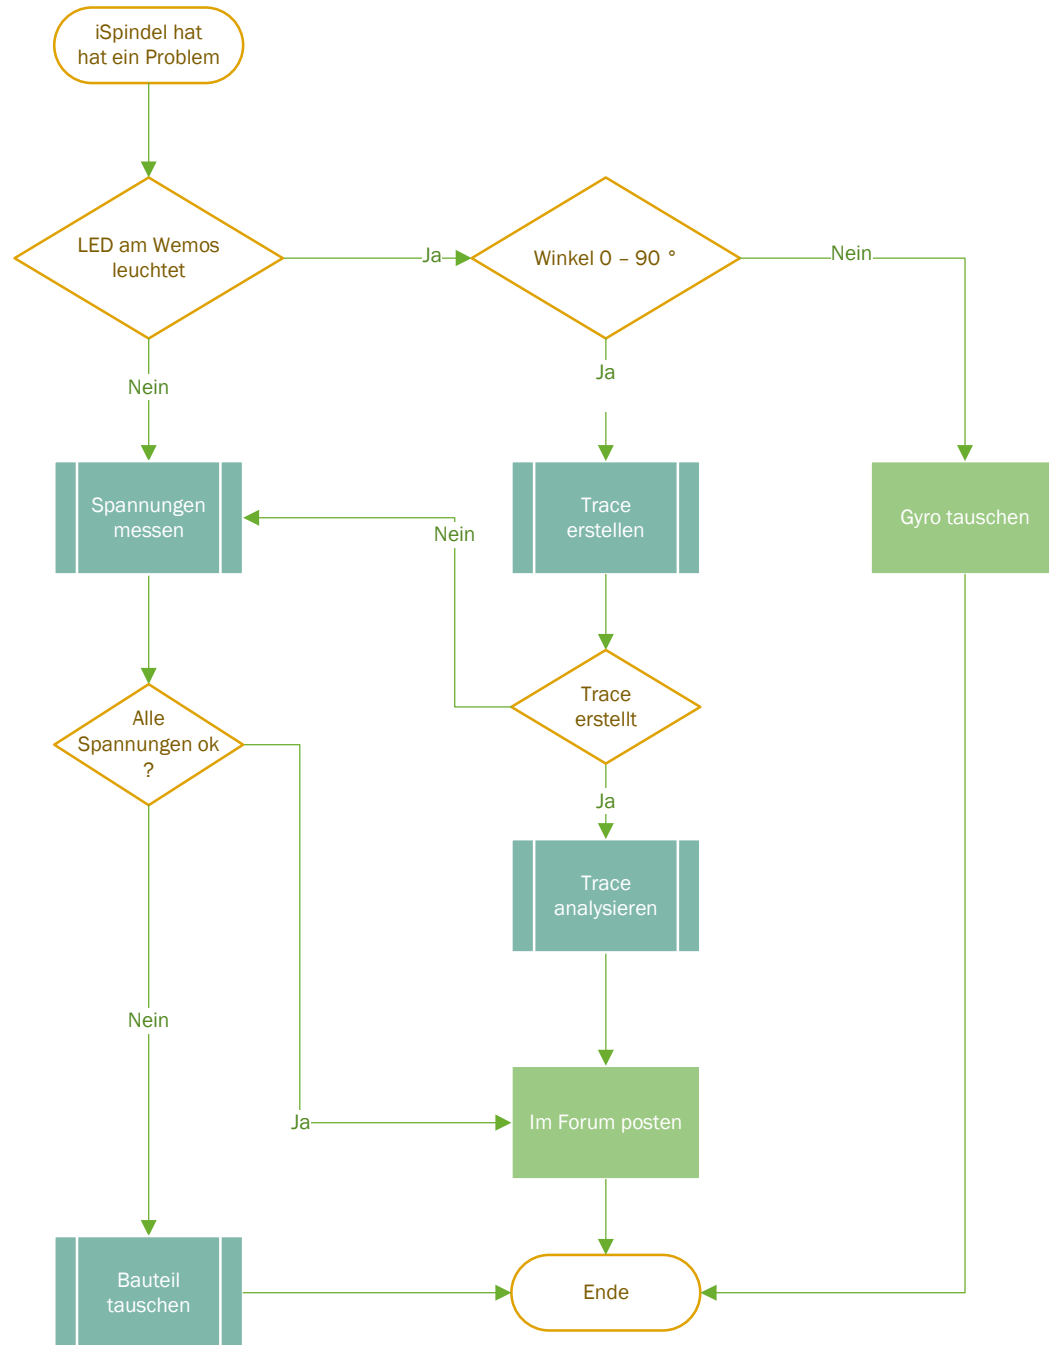 iSpindel hat
hat ein Problem
LED am Wemos
leuchtet
Ja
Winkel 0 – 90 °
Nein
Nein
Ja
Spannungen
messen
Nein
Trace
erstellen
Gyro tauschen
Trace
erstellt
Alle
Spannungen ok
?
Ja
Trace
analysieren
Nein
Ja
Im Forum posten
Bauteil
tauschen
Ende